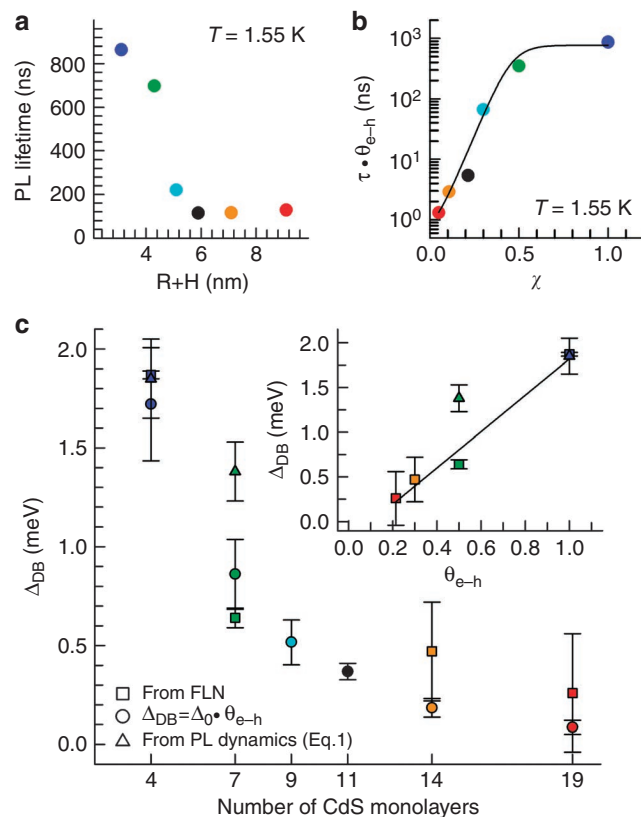 a
T = 1.55 K
PL lifetime (ns)
800
600
400
200
0
4 6 8
R+H (nm)
b
τ • θe–h (ns)
10³
10²
10¹
10⁰
T = 1.55 K
0.0 0.5 1.0
χ
c
ΔDB (meV)
2.0
1.5
1.0
0.5
0.0
From FLN
ΔDB=Δ0•θe–h
From PL dynamics (Eq.1)
4 7 9 11 14 19
Number of CdS monolayers
ΔDB (meV)
2.0
1.5
1.0
0.5
0.0
0.0 0.2 0.4 0.6 0.8 1.0
θe–h